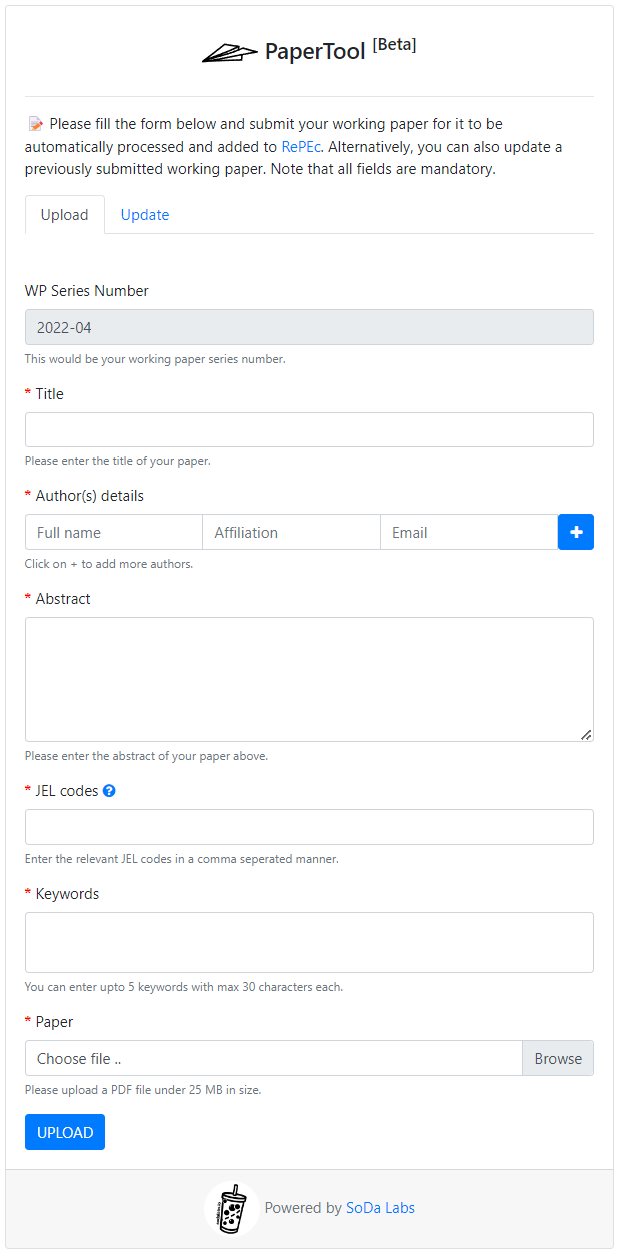 PaperTool [Beta]
Please fill the form below and submit your working paper for it to be
automatically processed and added to RePEc. Alternatively, you can also update a
previously submitted working paper. Note that all fields are mandatory.
Upload Update
WP Series Number
2022-04
This would be your working paper series number.
* Title
Please enter the title of your paper.
* Author(s) details
Full name Affiliation Email +
Click on + to add more authors.
* Abstract
Please enter the abstract of your paper above.
* JEL codes ?
Enter the relevant JEL codes in a comma seperated manner.
* Keywords
You can enter upto 5 keywords with max 30 characters each.
* Paper
Choose file .. Browse
Please upload a PDF file under 25 MB in size.
UPLOAD
Powered by SoDa Labs